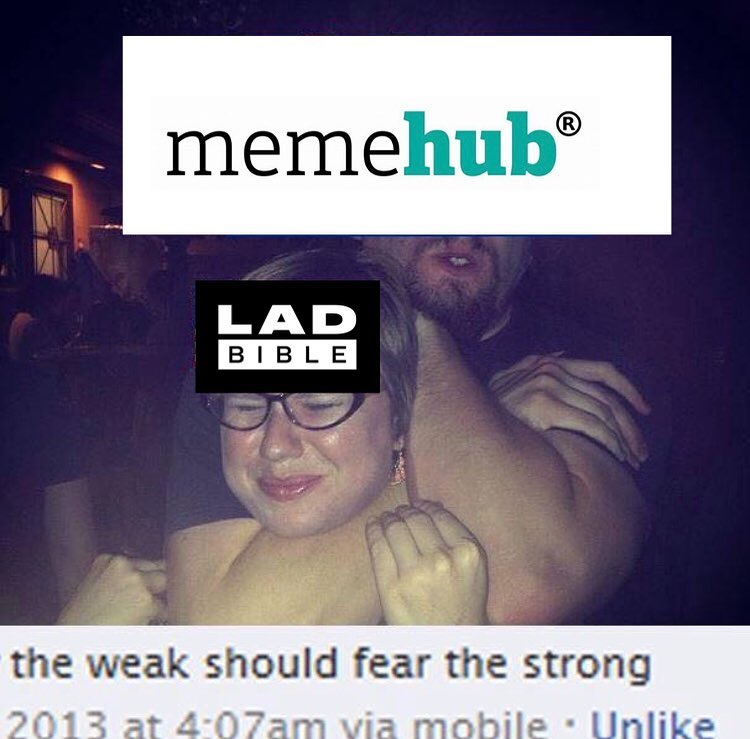 memehub®
LAD
BIBLE
the weak should fear the strong
2013 at 4:07am via mobile · Unlike